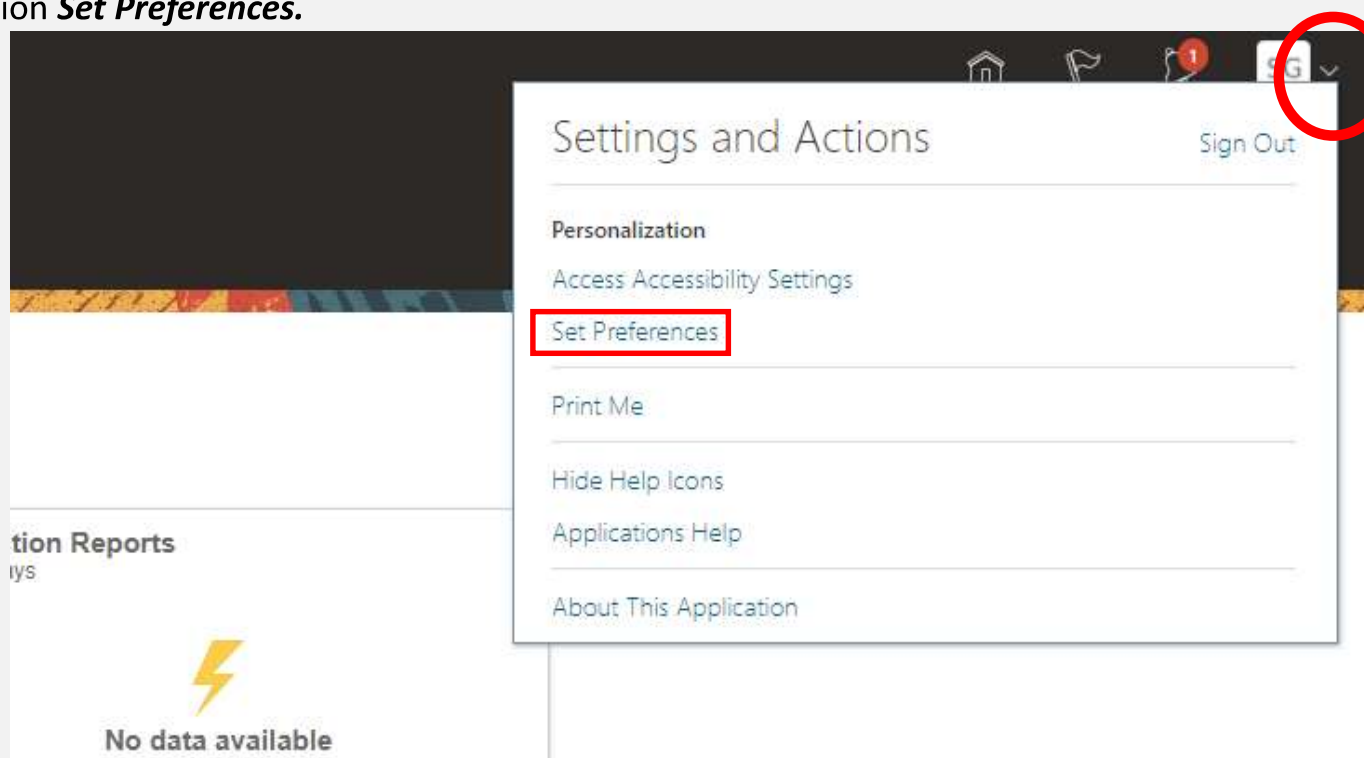 ion Set Preferences.
1
SG
Settings and Actions
Sign Out
Personalization
Access Accessibility Settings
Set Preferences
Print Me
Hide Help Icons
Applications Help
About This Application
tion Reports
ays
No data available